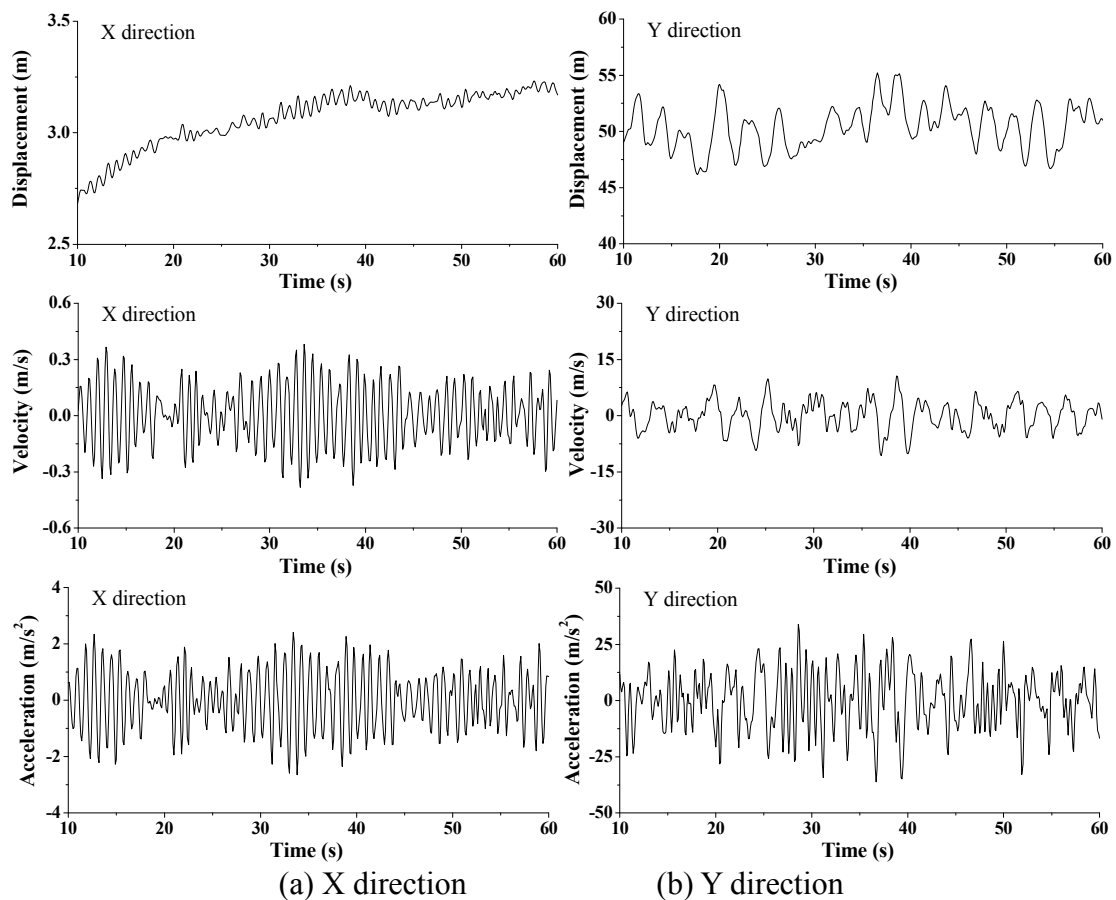 X direction
Displacement (m)
3.5
3.0
2.5
10 20 30 40 50 60
Time (s)
Y direction
Displacement (m)
60
55
50
45
40
10 20 30 40 50 60
Time (s)
X direction
Velocity (m/s)
0.6
0.3
0.0
-0.3
-0.6
10 20 30 40 50 60
Time (s)
Y direction
Velocity (m/s)
30
15
0
-15
-30
10 20 30 40 50 60
Time (s)
X direction
Acceleration (m/s²)
4
2
0
-2
-4
10 20 30 40 50 60
Time (s)
Y direction
Acceleration (m/s²)
50
25
0
-25
-50
10 20 30 40 50 60
Time (s)
(a) X direction
(b) Y direction